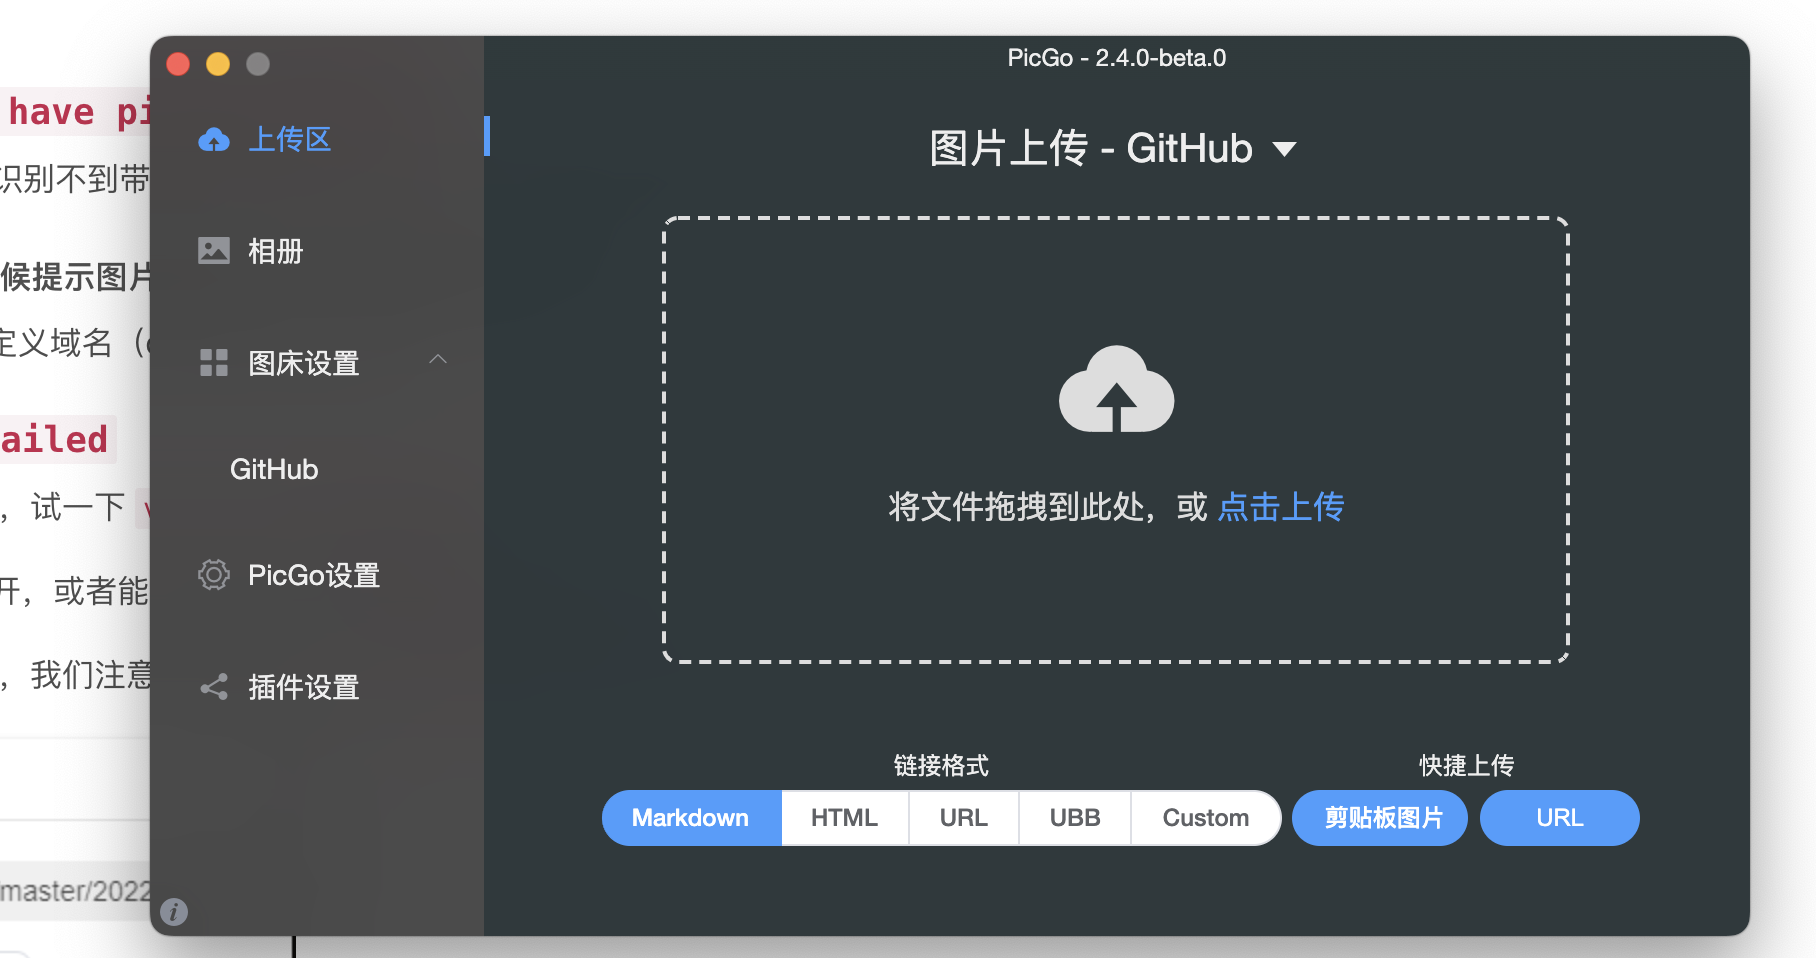 PicGo - 2.4.0-beta.0
have pi
识别不到带
候提示图片
定义域名（
ailed
，试一下
开，或者能
，我们注意
master/2022
上传区
相册
图床设置
GitHub
PicGo设置
插件设置
图片上传 - GitHub
将文件拖拽到此处，或 点击上传
链接格式
快捷上传
Markdown
HTML
URL
UBB
Custom
剪贴板图片
URL